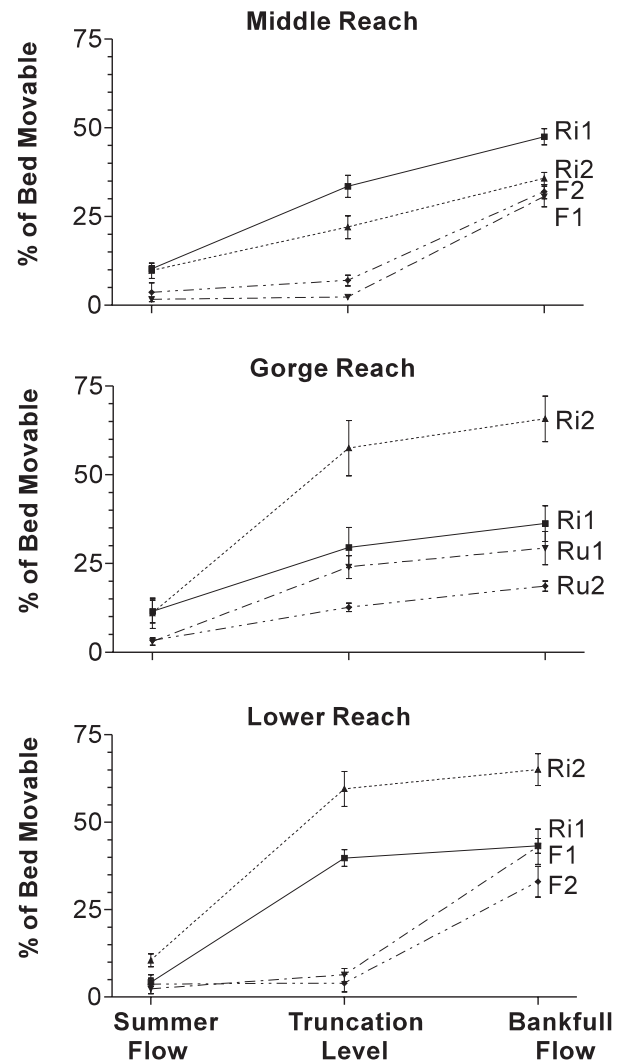 Middle Reach
% of Bed Movable
75
50
25
0
Ri1
Ri2
F2
F1
Gorge Reach
% of Bed Movable
75
50
25
0
Ri2
Ri1
Ru1
Ru2
Lower Reach
% of Bed Movable
75
50
25
0
Ri2
Ri1
F1
F2
Summer Flow
Truncation Level
Bankfull Flow